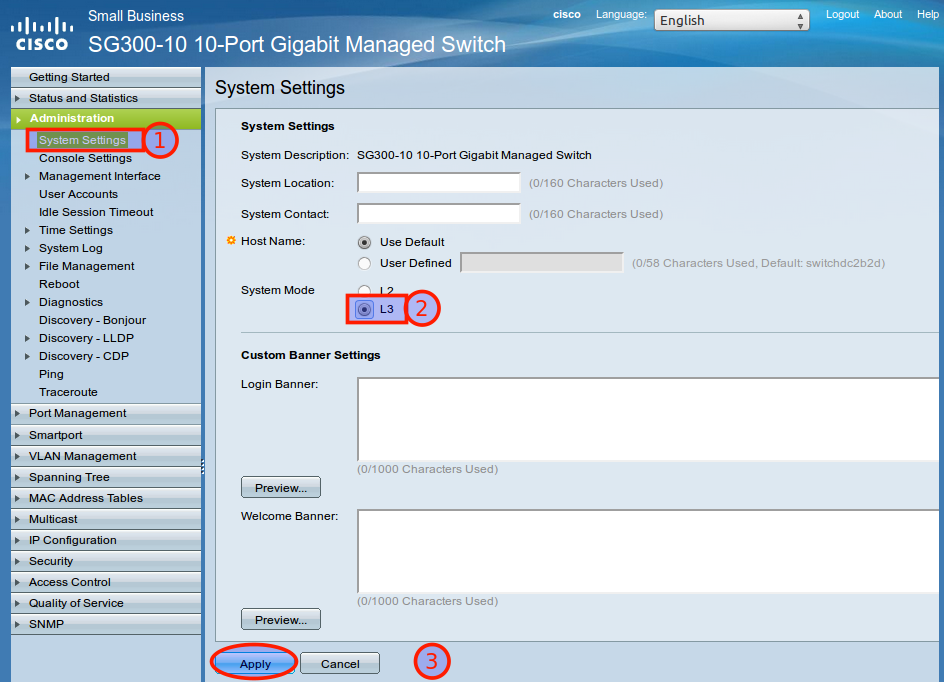 Small Business
cisco Language: English Logout About Help
CISCO SG300-10 10-Port Gigabit Managed Switch
Getting Started
Status and Statistics
Administration
System Settings 1
Console Settings
Management Interface
User Accounts
Idle Session Timeout
Time Settings
System Log
File Management
Reboot
Diagnostics
Discovery - Bonjour
Discovery - LLDP
Discovery - CDP
Ping
Traceroute
Port Management
Smartport
VLAN Management
Spanning Tree
MAC Address Tables
Multicast
IP Configuration
Security
Access Control
Quality of Service
SNMP
System Settings
System Settings
System Description: SG300-10 10-Port Gigabit Managed Switch
System Location: (0/160 Characters Used)
System Contact: (0/160 Characters Used)
Host Name: Use Default
User Defined (0/58 Characters Used, Default: switchdc2b2d)
System Mode L2
L3 2
Custom Banner Settings
Login Banner:
(0/1000 Characters Used)
Preview...
Welcome Banner:
(0/1000 Characters Used)
Preview...
Apply Cancel 3